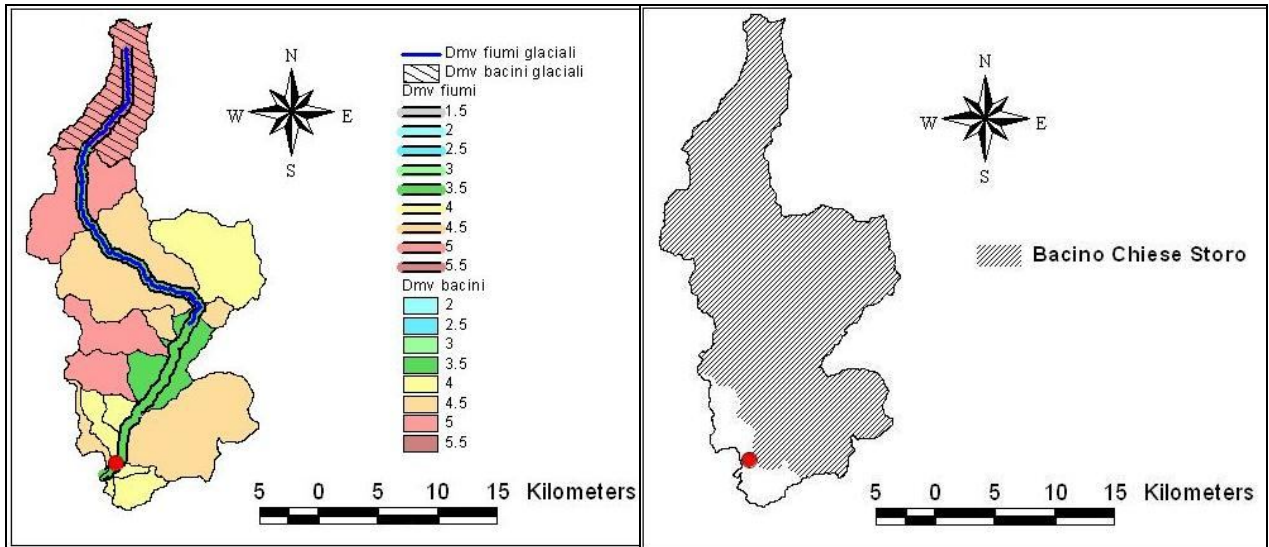 N
W
E
S
Dmv fiumi glaciali
Dmv bacini glaciali
Dmv fiumi
1.5
2
2.5
3
3.5
4
4.5
5
5.5
Dmv bacini
2
2.5
3
3.5
4
4.5
5
5.5
5 0 5 10 15 Kilometers
N
W
E
S
Bacino Chiese Storo
5 0 5 10 15 Kilometers